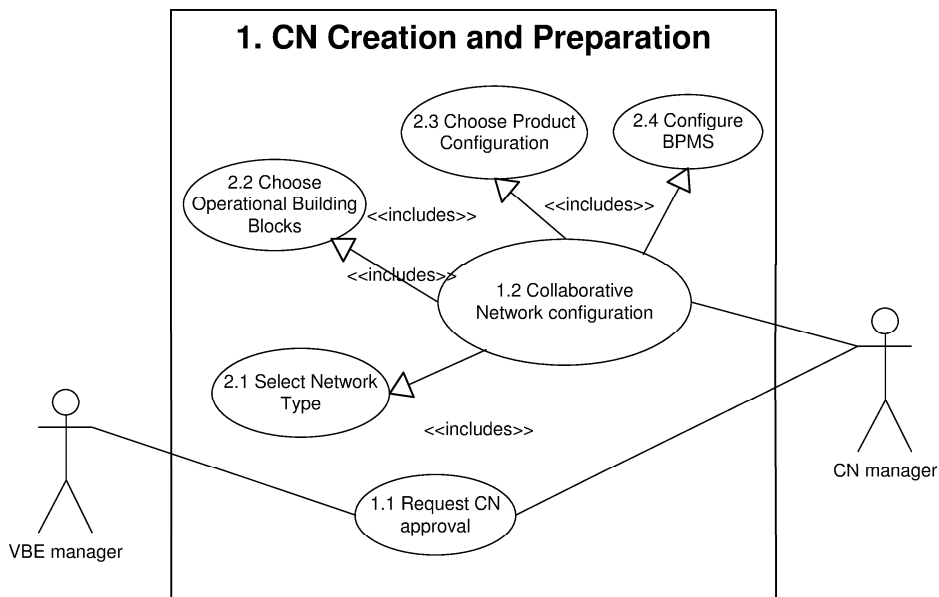 1. CN Creation and Preparation
2.3 Choose Product
Configuration
2.4 Configure
BPMS
2.2 Choose
Operational Building
Blocks
<<includes>>
<<includes>>
<<includes>>
1.2 Collaborative
Network configuration
2.1 Select Network
Type
<<includes>>
CN manager
1.1 Request CN
approval
VBE manager